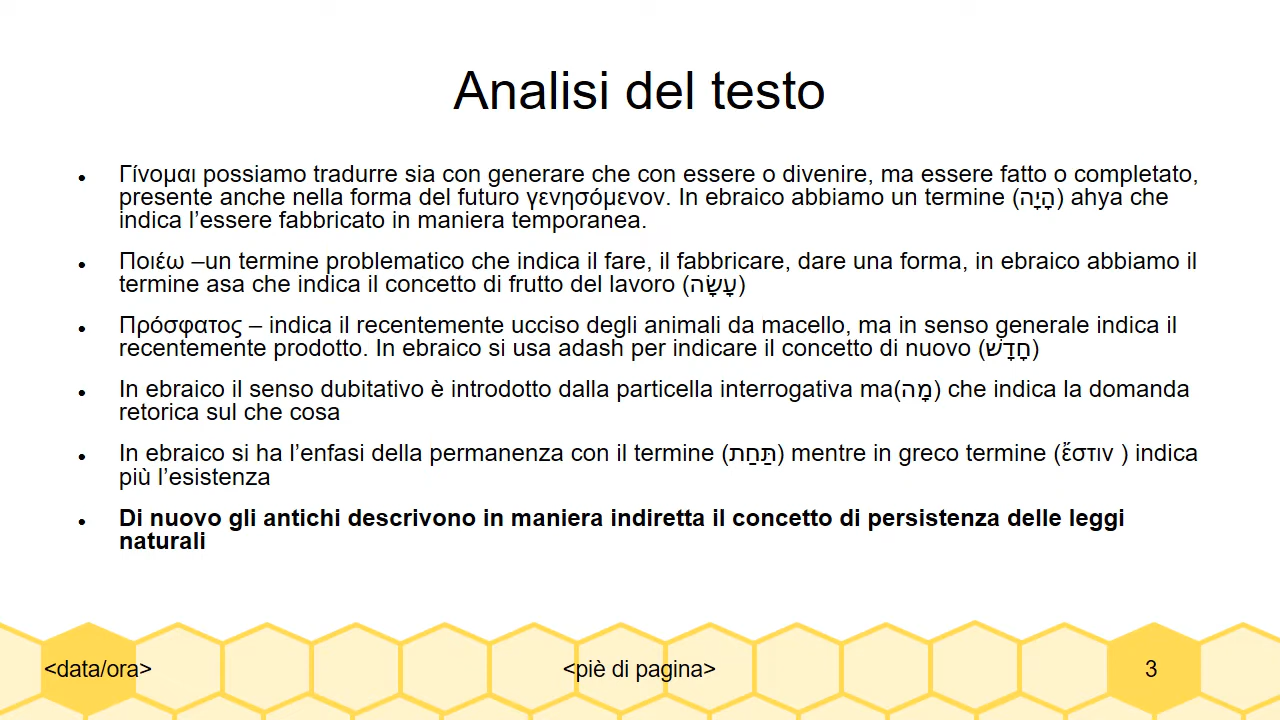 Analisi del testo
• Γίνομαι possiamo tradurre sia con generare che con essere o divenire, ma essere fatto o completato,
presente anche nella forma del futuro γενησόμενον. In ebraico abbiamo un termine (הָיָה) ahya che
indica l’essere fabbricato in maniera temporanea.
• Ποιέω –un termine problematico che indica il fare, il fabbricare, dare una forma, in ebraico abbiamo il
termine asa che indica il concetto di frutto del lavoro (עָשָׂה)
• Πρόσφατος – indica il recentemente ucciso degli animali da macello, ma in senso generale indica il
recentemente prodotto. In ebraico si usa adash per indicare il concetto di nuovo (חָדָשׁ)
• In ebraico il senso dubitativo è introdotto dalla particella interrogativa ma(מָה) che indica la domanda
retorica sul che cosa
• In ebraico si ha l’enfasi della permanenza con il termine (תַּחַת) mentre in greco termine (ἔστιν ) indica
più l’esistenza
• Di nuovo gli antichi descrivono in maniera indiretta il concetto di persistenza delle leggi
naturali
<data/ora>
<piè di pagina>
3